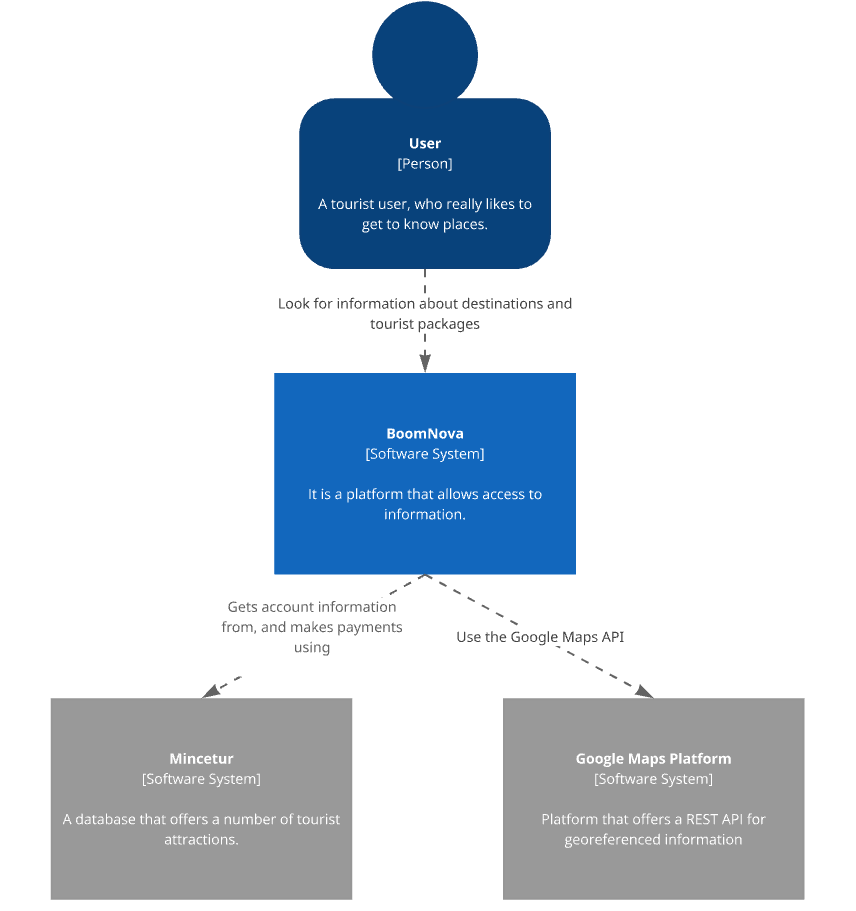 User
[Person]
A tourist user, who really likes to
get to know places.
Look for information about destinations and
tourist packages
BoomNova
[Software System]
It is a platform that allows access to
information.
Gets account information
from, and makes payments
using
Use the Google Maps API
Mincetur
[Software System]
A database that offers a number of tourist
attractions.
Google Maps Platform
[Software System]
Platform that offers a REST API for
georeferenced information